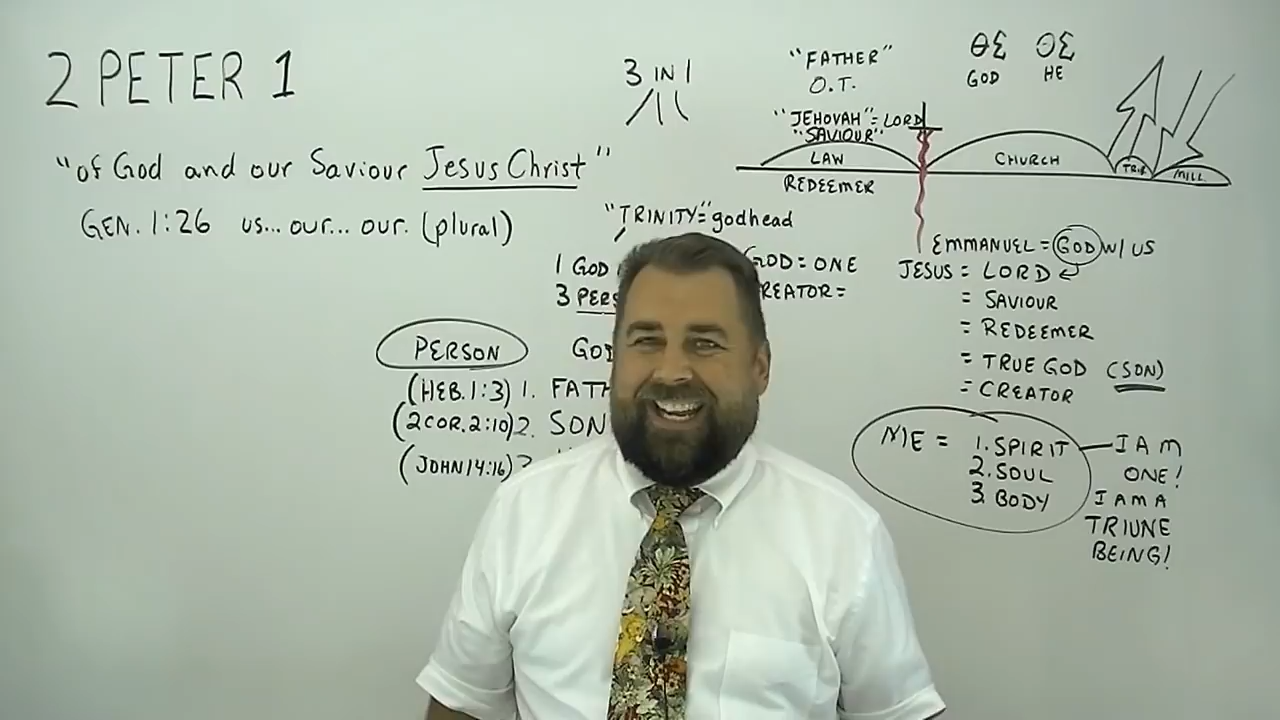 2 PETER 1
"of God and our Saviour Jesus Christ"
GEN. 1:26 us... our... our. (plural)
3 IN 1
"TRINITY=" godhead
1 GOD
GOD = ONE
=
PERSON
GOD
(HEB. 1:3) 1.
(2COR. 2:10) 2. SON
(JOHN 14:16)
"FATHER"
O.T.
"JEHOVAH" = LORD
"SAVIOUR"
LAW
REDEEMER
CHURCH
TRIB
MILL
ΘΣ ΟΣ
GOD HE
EMMANUEL = GOD W/ US
JESUS = LORD
= SAVIOUR
= REDEEMER
= TRUE GOD (SON)
= CREATOR
ME = 1. SPIRIT
2. SOUL
3. BODY
I AM
ONE!
I AM A
TRIUNE
BEING!